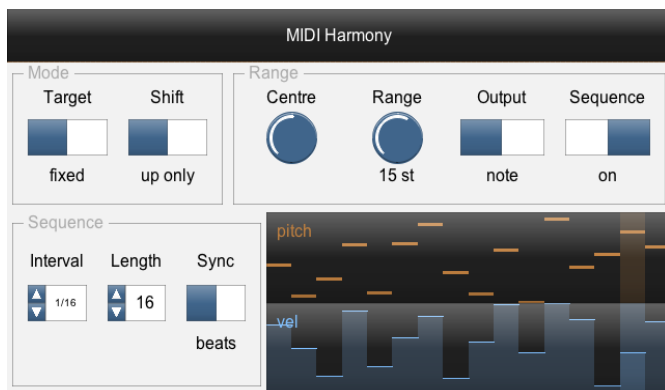 MIDI Harmony
Mode
Target Shift
fixed up only
Range
Centre Range Output Sequence
15 st note on
Sequence
Interval Length Sync
1/16 16
beats
pitch
vel